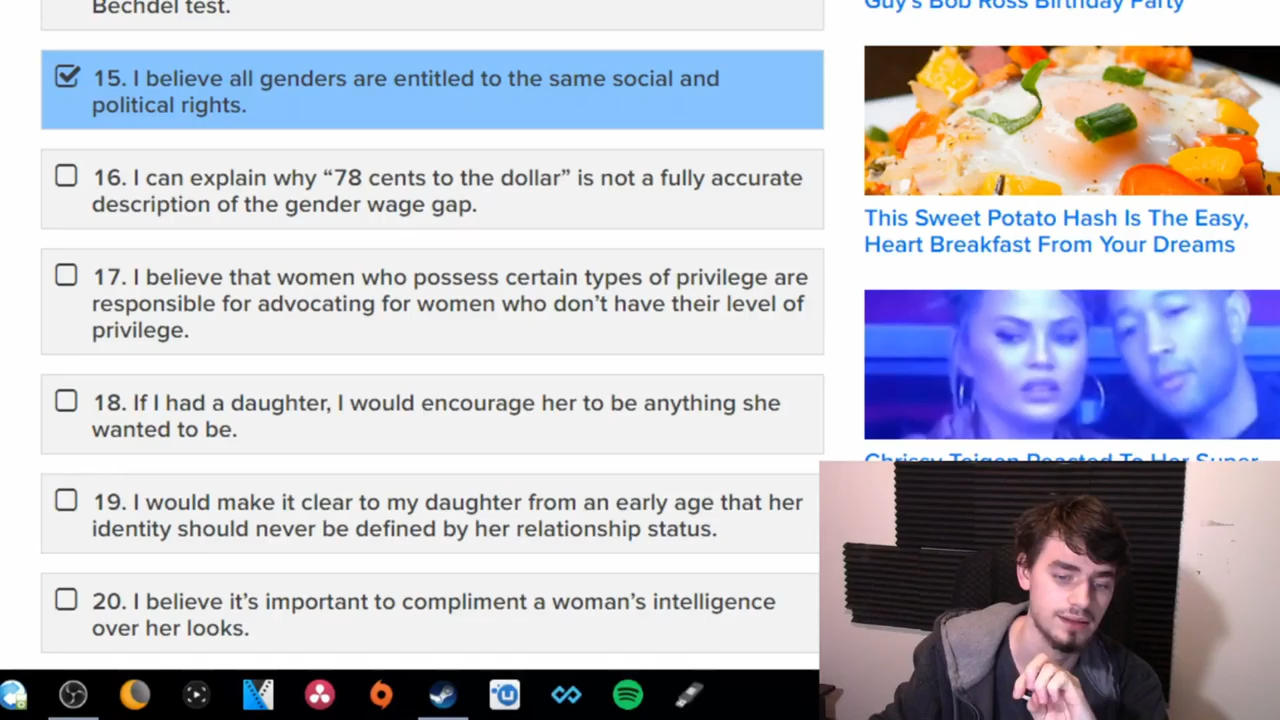 Bechdel test.
15. I believe all genders are entitled to the same social and
political rights.
16. I can explain why “78 cents to the dollar” is not a fully accurate
description of the gender wage gap.
17. I believe that women who possess certain types of privilege are
responsible for advocating for women who don’t have their level of
privilege.
18. If I had a daughter, I would encourage her to be anything she
wanted to be.
19. I would make it clear to my daughter from an early age that her
identity should never be defined by her relationship status.
20. I believe it’s important to compliment a woman’s intelligence
over her looks.
Guy's Bob Ross Birthday Party
This Sweet Potato Hash Is The Easy,
Heart Breakfast From Your Dreams
Chrissy Teigen Reacted To Her Super